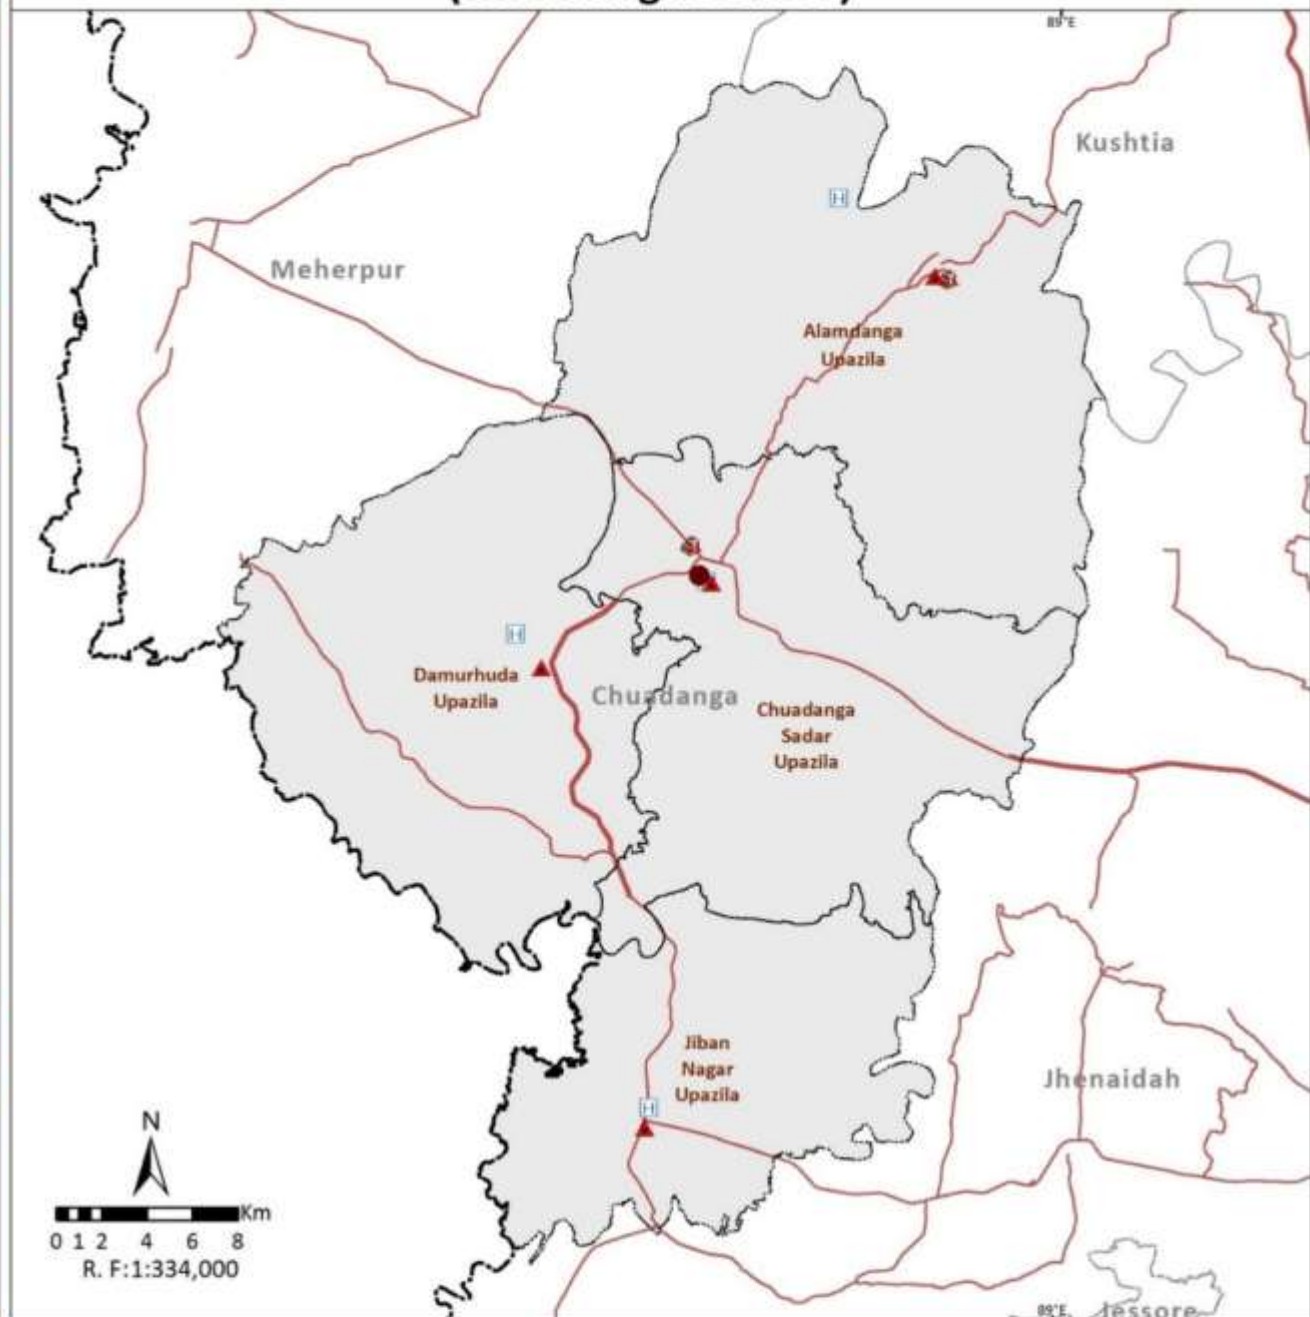 89°E
Kushtia
Meherpur
H
Alamdanga
Upazila
H
Damurhuda
Upazila
Chuadanga
Chuadanga
Sadar
Upazila
Jiban
Nagar
Upazila
H
Jhenaidah
N
Km
0 1 2 4 6 8
R. F:1:334,000
89°E
Jessore